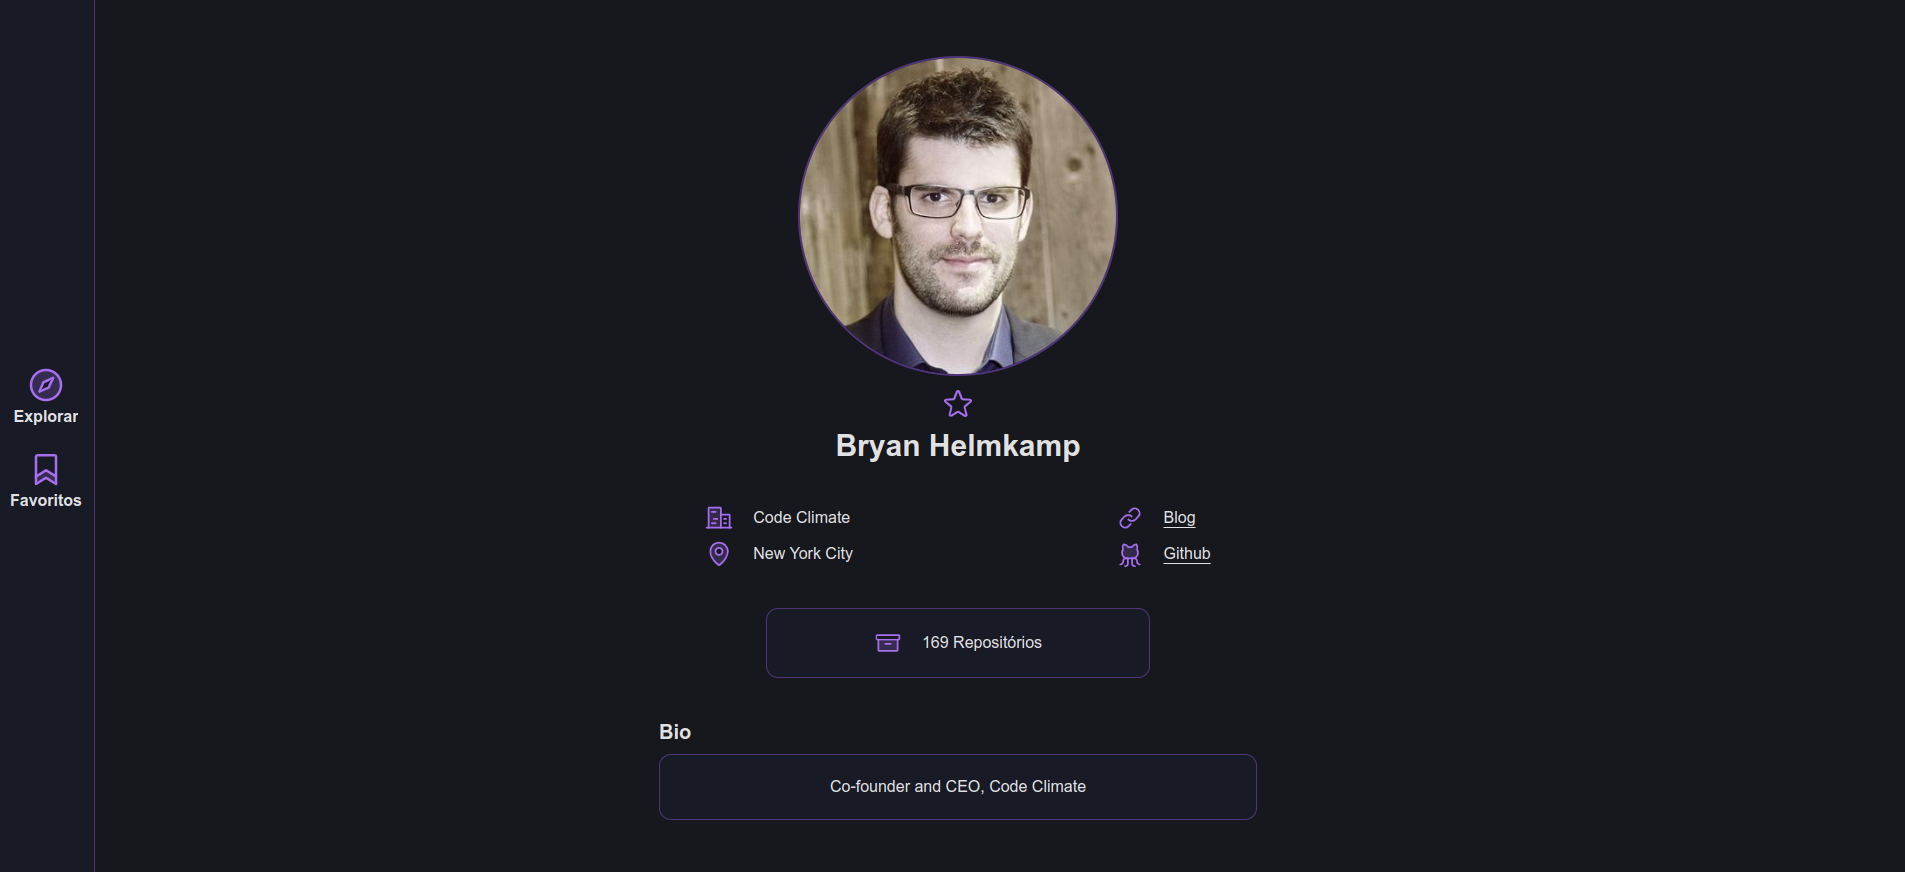 Explorar
Favoritos
Bryan Helmkamp
Code Climate
Blog
New York City
Github
169 Repositórios
Bio
Co-founder and CEO, Code Climate